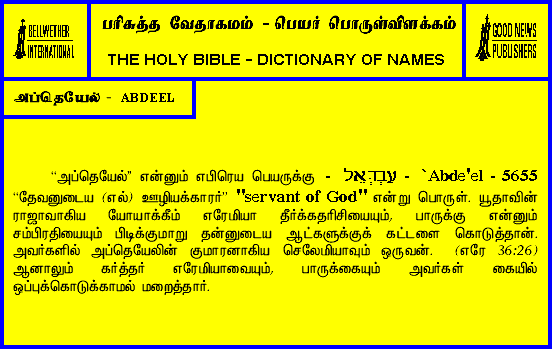 BELLWETHER
INTERNATIONAL
பரிசுத்த வேதாகமம் - பெயர் பொருள்விளக்கம்
THE HOLY BIBLE - DICTIONARY OF NAMES
GOOD NEWS
PUBLISHERS
அப்தெயேல் - ABDEEL
“அப்தெயேல்” என்னும் எபிரெய பெயருக்கு - עַבְדְּאֵל - `Abde'el - 5655
“தேவனுடைய (எல்) ஊழியக்காரர்” "servant of God" என்று பொருள். யூதாவின்
ராஜாவாகிய யோயாக்கீம் எரேமியா தீர்க்கதரிசியையும், பாருக்கு என்னும்
சம்பிரதியையும் பிடிக்குமாறு தன்னுடைய ஆட்களுக்குக் கட்டளை கொடுத்தான்.
அவர்களில் அப்தெயேலின் குமாரனாகிய செலேமியாவும் ஒருவன். (எரே 36:26)
ஆனாலும் கர்த்தர் எரேமியாவையும், பாருக்கையும் அவர்கள் கையில்
ஒப்புக்கொடுக்காமல் மறைத்தார்.